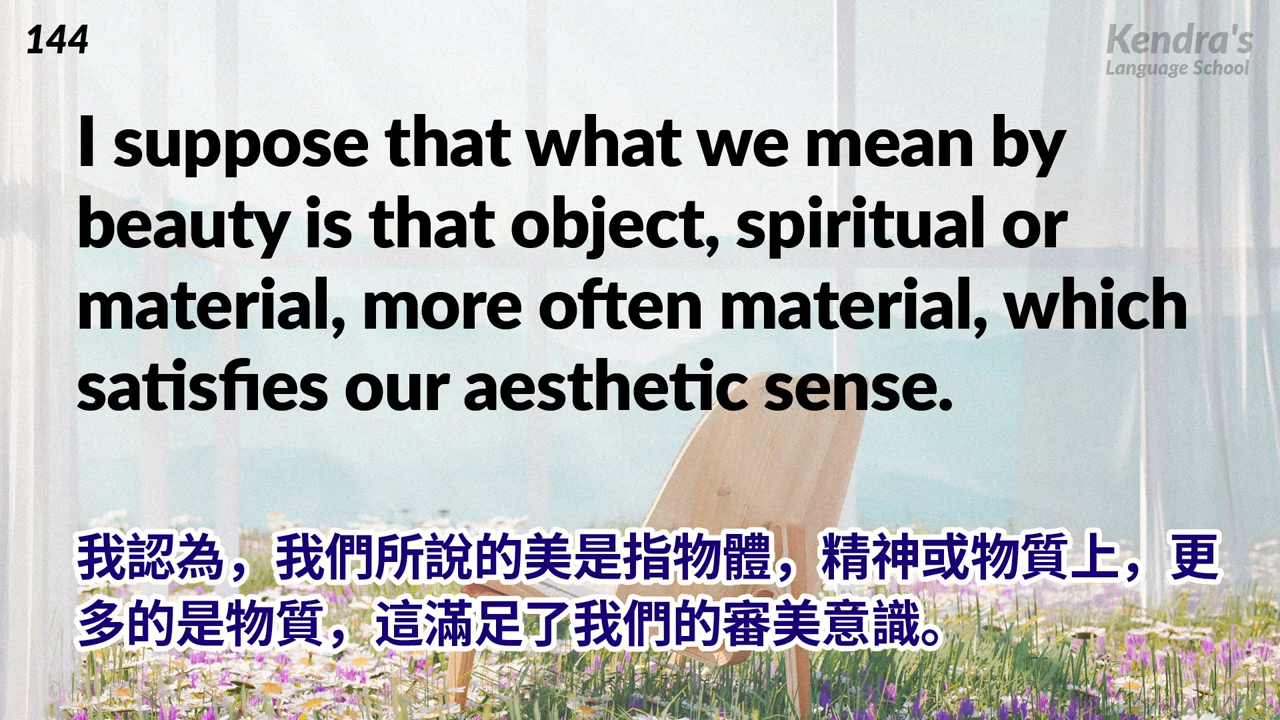 144
Kendra's
Language School
I suppose that what we mean by
beauty is that object, spiritual or
material, more often material, which
satisfies our aesthetic sense.
我認為，我們所說的美是指物體，精神或物質上，更
多的是物質，這滿足了我們的審美意識。